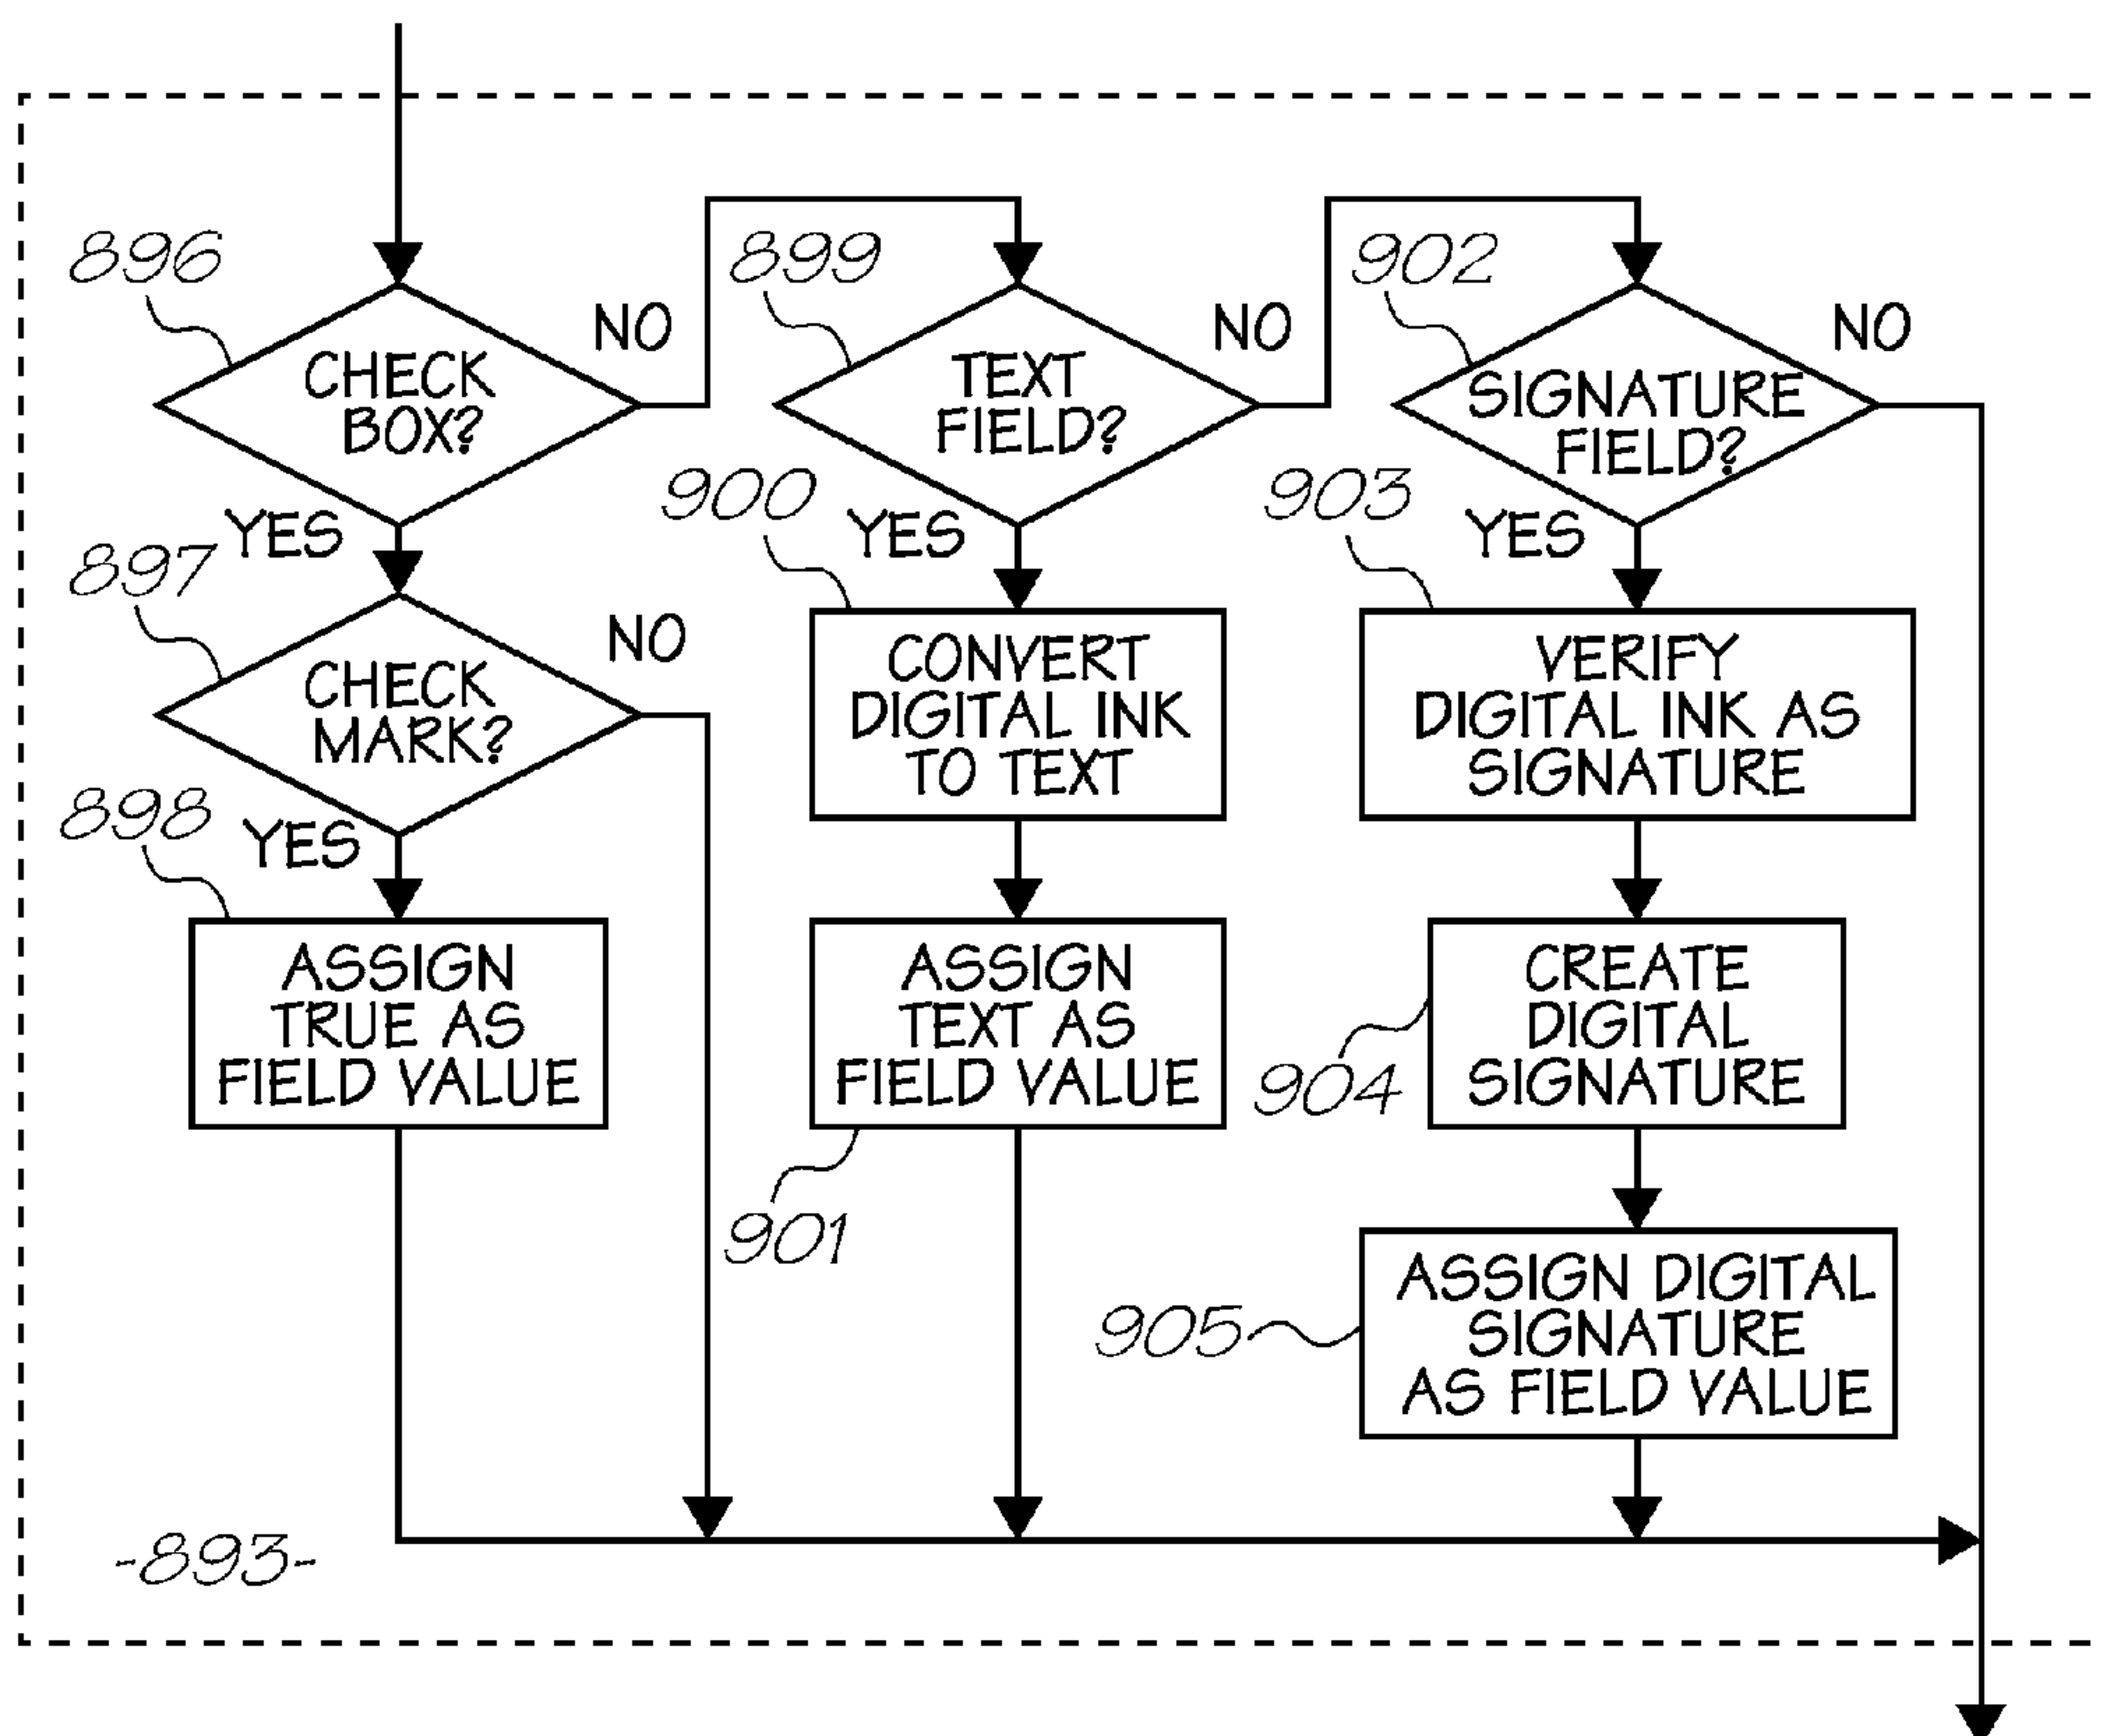 896
CHECK
BOX?
NO
YES
897
CHECK
MARK?
NO
YES
898
ASSIGN
TRUE AS
FIELD VALUE
899
TEXT
FIELD?
NO
YES
900
CONVERT
DIGITAL INK
TO TEXT
ASSIGN
TEXT AS
FIELD VALUE
901
902
SIGNATURE
FIELD?
NO
YES
903
VERIFY
DIGITAL INK AS
SIGNATURE
CREATE
DIGITAL
SIGNATURE
904
ASSIGN DIGITAL
SIGNATURE
AS FIELD VALUE
905
-893-